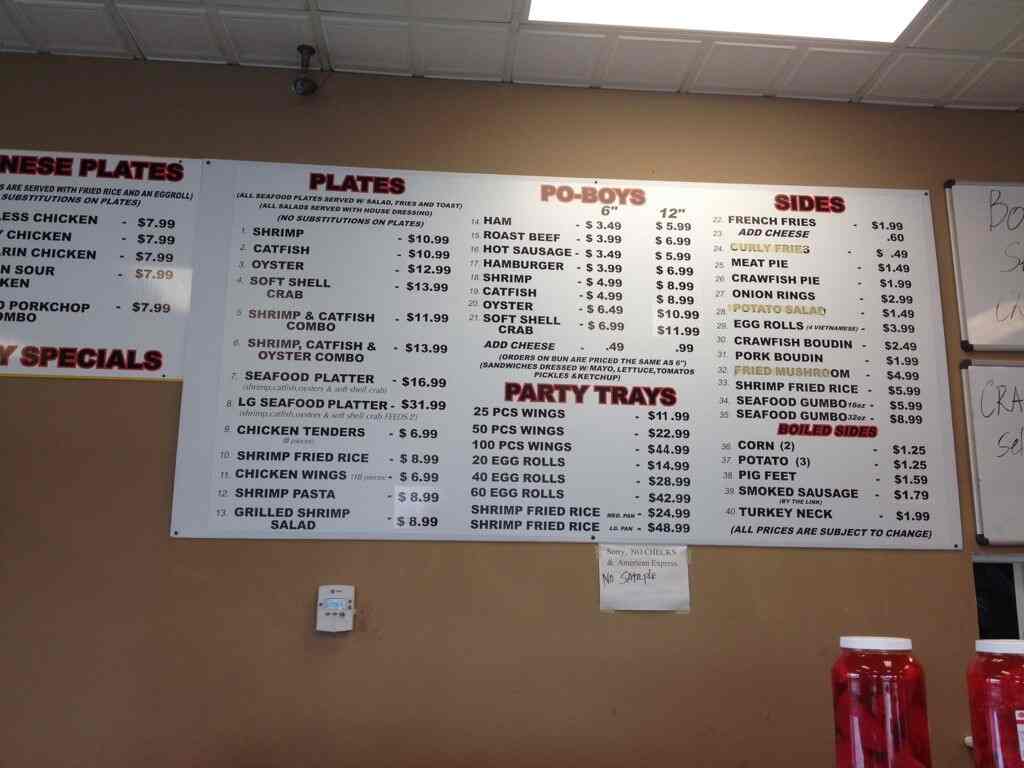 NESE PLATES
S ARE SERVED WITH FRIED RICE AND AN EGGROLL)
SUBSTITUTIONS ON PLATES)
LESS CHICKEN - $7.99
Y CHICKEN - $7.99
RIN CHICKEN - $7.99
N SOUR - $7.99
KEN
D PORKCHOP - $7.99
OMBO
Y SPECIALS
PLATES
(ALL SEAFOOD PLATES SERVED W/ SALAD, FRIES AND TOAST)
(ALL SALADS SERVED WITH HOUSE DRESSING)
(NO SUBSTITUTIONS ON PLATES)
1. SHRIMP - $10.99
2. CATFISH - $10.99
3. OYSTER - $12.99
4. SOFT SHELL - $13.99
CRAB
5. SHRIMP & CATFISH - $11.99
COMBO
6. SHRIMP, CATFISH & - $13.99
OYSTER COMBO
7. SEAFOOD PLATTER - $16.99
(shrimp,catfish,oysters & soft shell crab)
8. LG SEAFOOD PLATTER - $31.99
(shrimp,catfish,oysters & soft shell crab FEEDS 2)
9. CHICKEN TENDERS - $ 6.99
(8 pieces)
10. SHRIMP FRIED RICE - $ 8.99
11. CHICKEN WINGS (18 pieces) - $ 6.99
12. SHRIMP PASTA - $ 8.99
13. GRILLED SHRIMP - $ 8.99
SALAD
PO-BOYS
6" 12"
14. HAM - $ 3.49 $ 5.99
15. ROAST BEEF - $ 3.99 $ 6.99
16. HOT SAUSAGE - $ 3.49 $ 5.99
17. HAMBURGER - $ 3.99 $ 6.99
18. SHRIMP - $ 4.99 $ 8.99
19. CATFISH - $ 4.99 $ 8.99
20. OYSTER - $ 6.49 $10.99
21. SOFT SHELL - $ 6.99 $11.99
CRAB
ADD CHEESE - .49 .99
(ORDERS ON BUN ARE PRICED THE SAME AS 6")
(SANDWICHES DRESSED W/ MAYO, LETTUCE,TOMATOS
PICKLES &KETCHUP)
PARTY TRAYS
25 PCS WINGS - $11.99
50 PCS WINGS - $22.99
100 PCS WINGS - $44.99
20 EGG ROLLS - $14.99
40 EGG ROLLS - $28.99
60 EGG ROLLS - $42.99
SHRIMP FRIED RICE MED. PAN - $24.99
SHRIMP FRIED RICE LG. PAN - $48.99
SIDES
22. FRENCH FRIES - $1.99
23. ADD CHEESE .60
24. CURLY FRIES - $ .49
25. MEAT PIE - $1.49
26. CRAWFISH PIE - $1.99
27. ONION RINGS - $2.99
28. POTATO SALAD - $1.49
29. EGG ROLLS (4 VIETNAMESE) - $3.99
30. CRAWFISH BOUDIN - $2.49
31. PORK BOUDIN - $1.99
32. FRIED MUSHROOM - $4.99
33. SHRIMP FRIED RICE - $5.99
34. SEAFOOD GUMBO 16oz - $5.99
35. SEAFOOD GUMBO 32oz - $8.99
BOILED SIDES
36. CORN (2) - $1.25
37. POTATO (3) - $1.25
38. PIG FEET - $1.59
39. SMOKED SAUSAGE - $1.79
(BY THE LINK)
40. TURKEY NECK - $1.99
(ALL PRICES ARE SUBJECT TO CHANGE)
Sorry, NO CHECKS
& American Express
No Sample